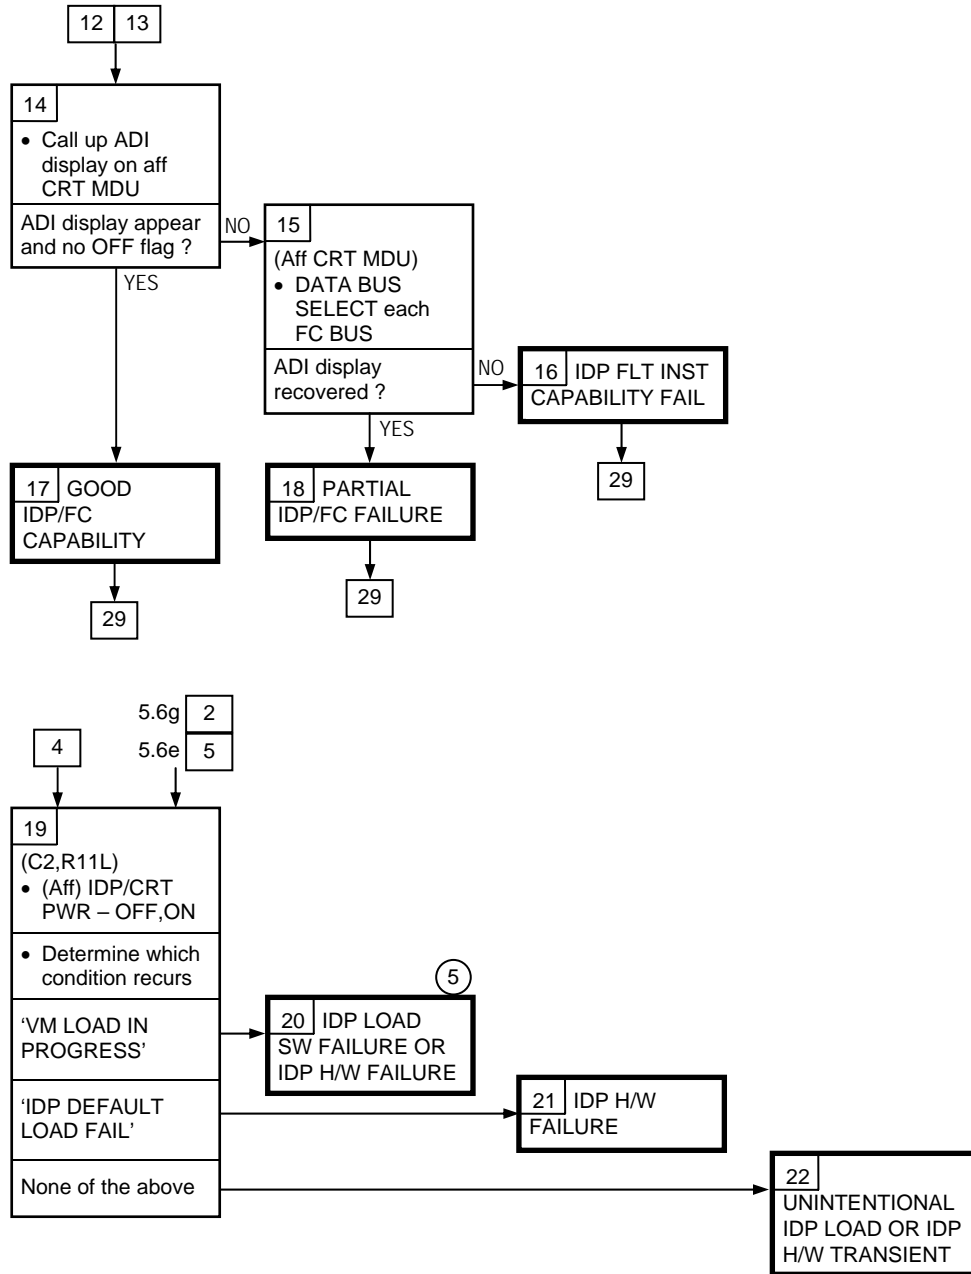 12 13
14
• Call up ADI
display on aff
CRT MDU
ADI display appear
and no OFF flag ?
NO
YES
15
(Aff CRT MDU)
• DATA BUS
SELECT each
FC BUS
ADI display
recovered ?
NO
YES
16 IDP FLT INST
CAPABILITY FAIL
29
17 GOOD
IDP/FC
CAPABILITY
29
18 PARTIAL
IDP/FC FAILURE
29
4
5.6g 2
5.6e 5
19
(C2,R11L)
• (Aff) IDP/CRT
PWR – OFF,ON
• Determine which
condition recurs
‘VM LOAD IN
PROGRESS’
‘IDP DEFAULT
LOAD FAIL’
None of the above
5
20 IDP LOAD
SW FAILURE OR
IDP H/W FAILURE
21 IDP H/W
FAILURE
22
UNINTENTIONAL
IDP LOAD OR IDP
H/W TRANSIENT